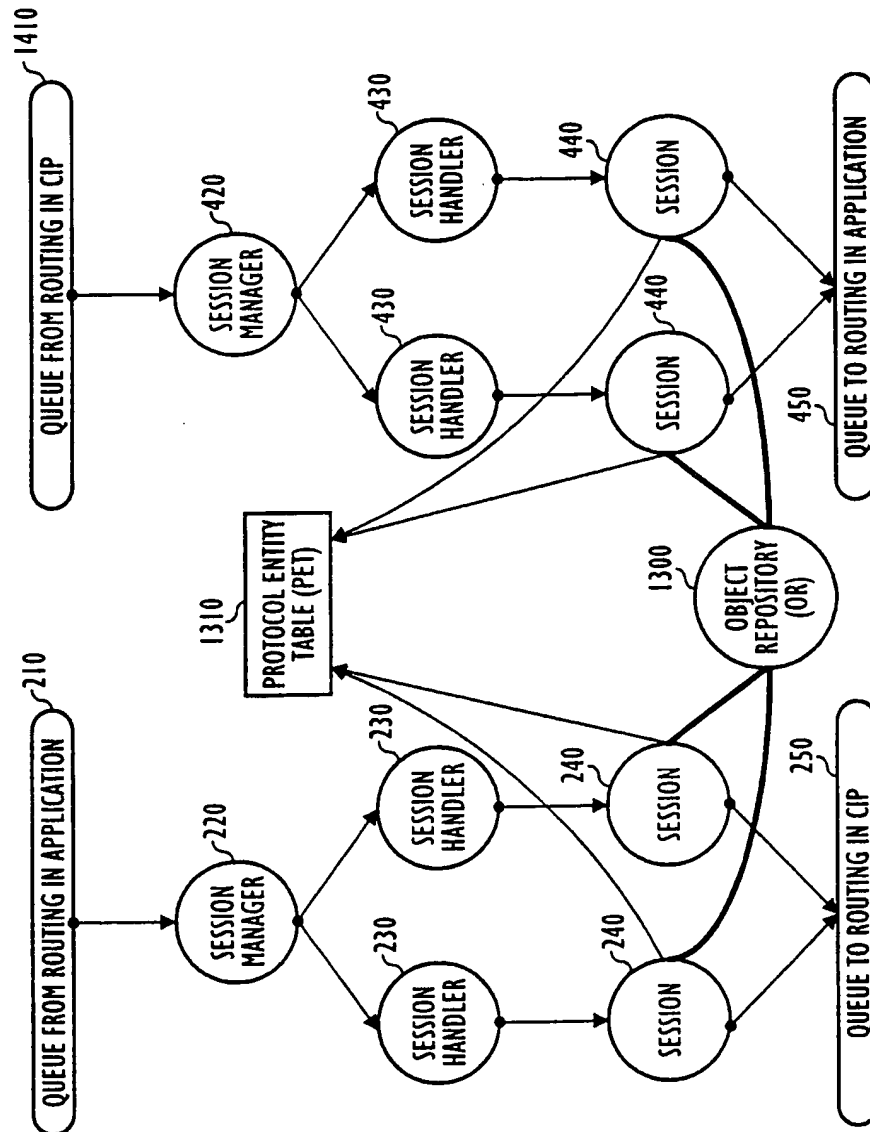 210
QUEUE FROM ROUTING IN APPLICATION
1410
QUEUE FROM ROUTING IN CIP
220
SESSION
MANAGER
420
SESSION
MANAGER
1310
PROTOCOL ENTITY
TABLE (PET)
230
SESSION
HANDLER
230
SESSION
HANDLER
430
SESSION
HANDLER
430
SESSION
HANDLER
240
SESSION
240
SESSION
440
SESSION
440
SESSION
1300
OBJECT
REPOSITORY
(OR)
250
QUEUE TO ROUTING IN CIP
450
QUEUE TO ROUTING IN APPLICATION